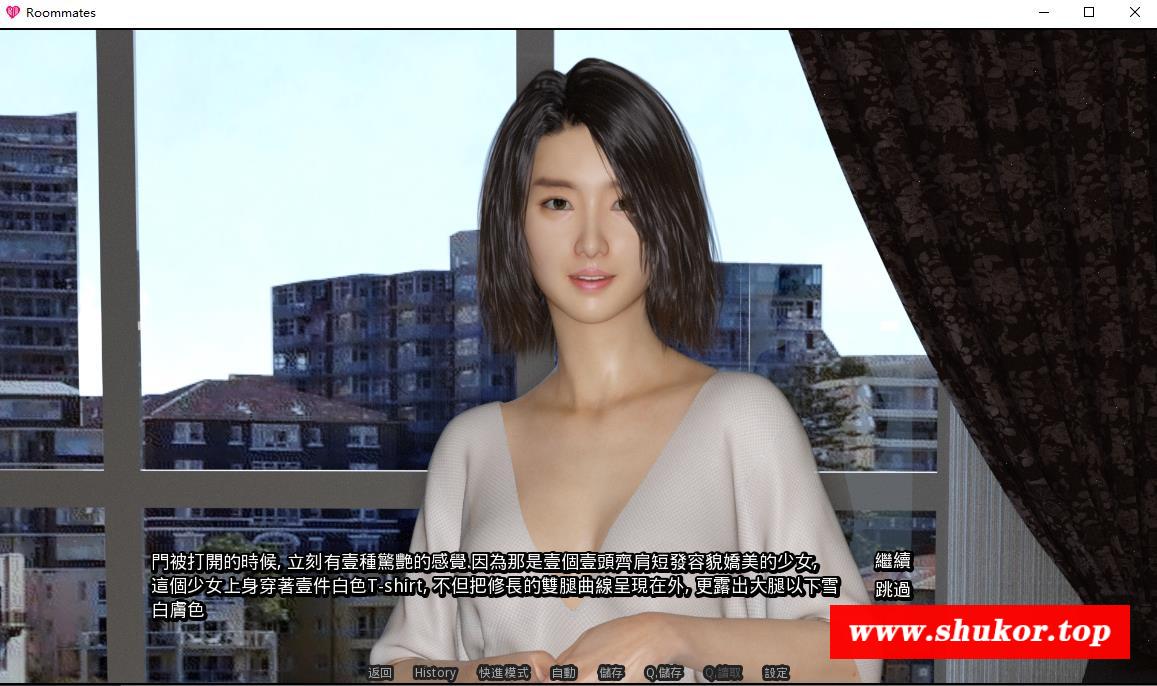 Roommates
門被打開的時候, 立刻有壹種驚艷的感覺.因為那是壹個壹頭齊肩短發容貌嬌美的少女,
這個少女上身穿著壹件白色T-shirt, 不但把修長的雙腿曲線呈現在外, 更露出大腿以下雪
白膚色
繼續
跳過
www.shukor.top
返回 History 快進模式 自動 儲存 Q.儲存 Q.讀取 設定